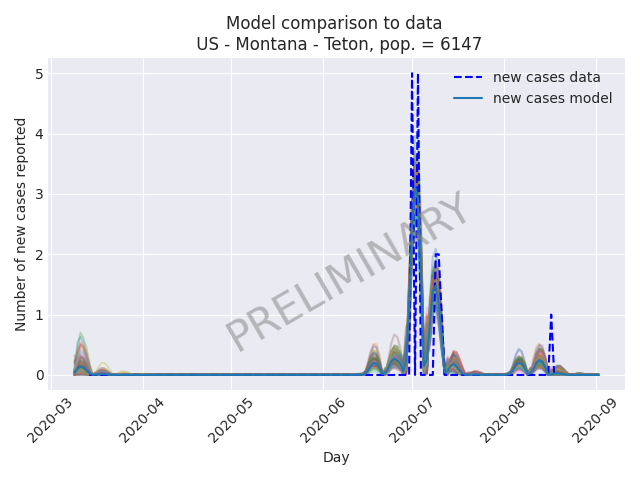 Model comparison to data
US - Montana - Teton, pop. = 6147
Number of new cases reported
5
4
3
2
1
0
new cases data
new cases model
PRELIMINARY
2020-03
2020-04
2020-05
2020-06
2020-07
2020-08
2020-09
Day